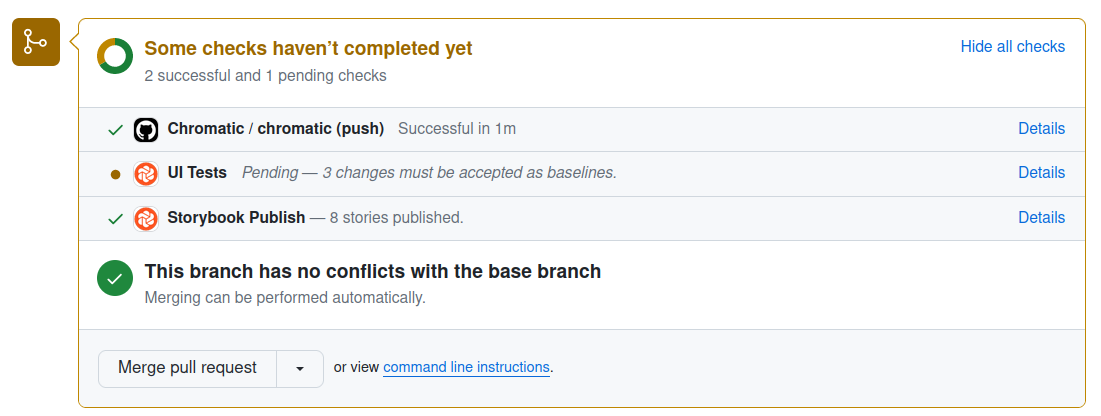 Some checks haven’t completed yet
Hide all checks
2 successful and 1 pending checks
Chromatic / chromatic (push) Successful in 1m Details
UI Tests Pending — 3 changes must be accepted as baselines. Details
Storybook Publish — 8 stories published. Details
This branch has no conflicts with the base branch
Merging can be performed automatically.
Merge pull request or view command line instructions.